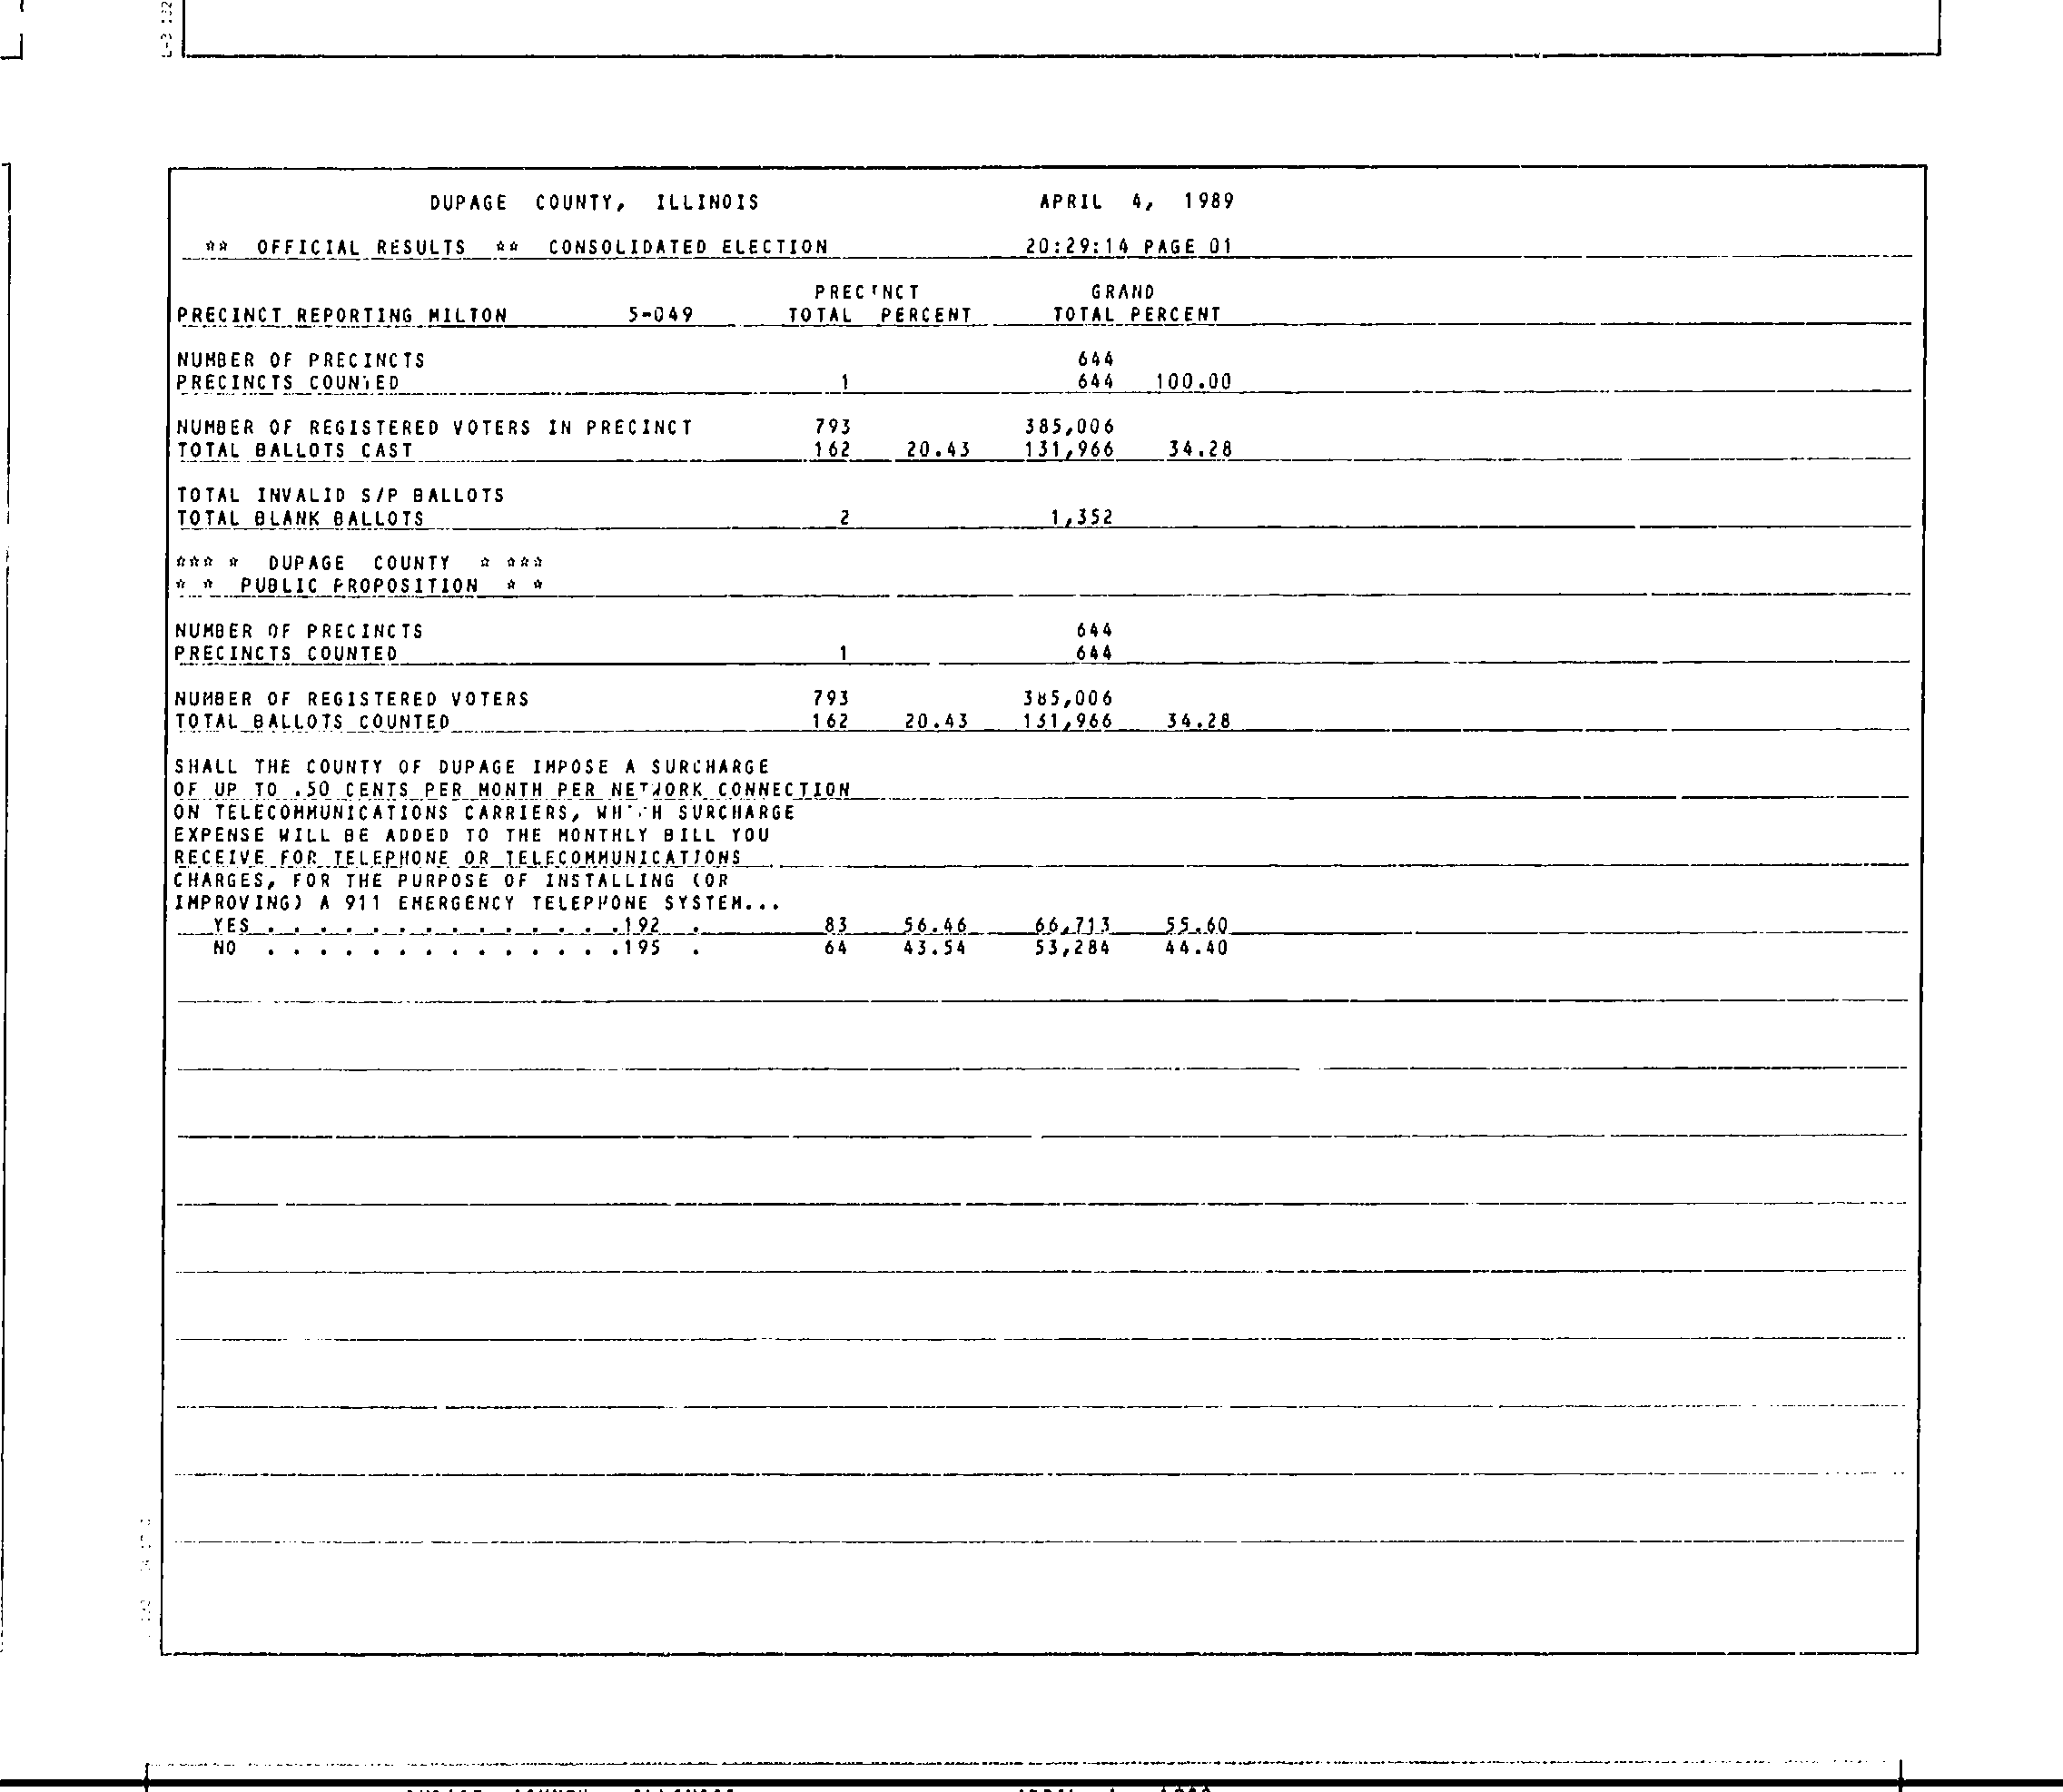 DUPAGE COUNTY, ILLINOIS APRIL 4, 1989
** OFFICIAL RESULTS ** CONSOLIDATED ELECTION 20:29:14 PAGE 01
PRECINCT GRAND
PRECINCT REPORTING MILTON 5-049 TOTAL PERCENT TOTAL PERCENT
NUMBER OF PRECINCTS 644
PRECINCTS COUNTED 1 644 100.00
NUMBER OF REGISTERED VOTERS IN PRECINCT 793 385,006
TOTAL BALLOTS CAST 162 20.43 131,966 34.28
TOTAL INVALID S/P BALLOTS
TOTAL BLANK BALLOTS 2 1,352
*** * DUPAGE COUNTY * ***
* * PUBLIC PROPOSITION * *
NUMBER OF PRECINCTS 644
PRECINCTS COUNTED 1 644
NUMBER OF REGISTERED VOTERS 793 385,006
TOTAL BALLOTS COUNTED 162 20.43 131,966 34.28
SHALL THE COUNTY OF DUPAGE IMPOSE A SURCHARGE
OF UP TO .50 CENTS PER MONTH PER NETWORK CONNECTION
ON TELECOMMUNICATIONS CARRIERS, WHICH SURCHARGE
EXPENSE WILL BE ADDED TO THE MONTHLY BILL YOU
RECEIVE FOR TELEPHONE OR TELECOMMUNICATIONS
CHARGES, FOR THE PURPOSE OF INSTALLING (OR
IMPROVING) A 911 EMERGENCY TELEPHONE SYSTEM...
YES . . . . . . . . . . . . . .192 . 83 56.46 66,713 55.60
NO . . . . . . . . . . . . . .195 . 64 43.54 53,284 44.40